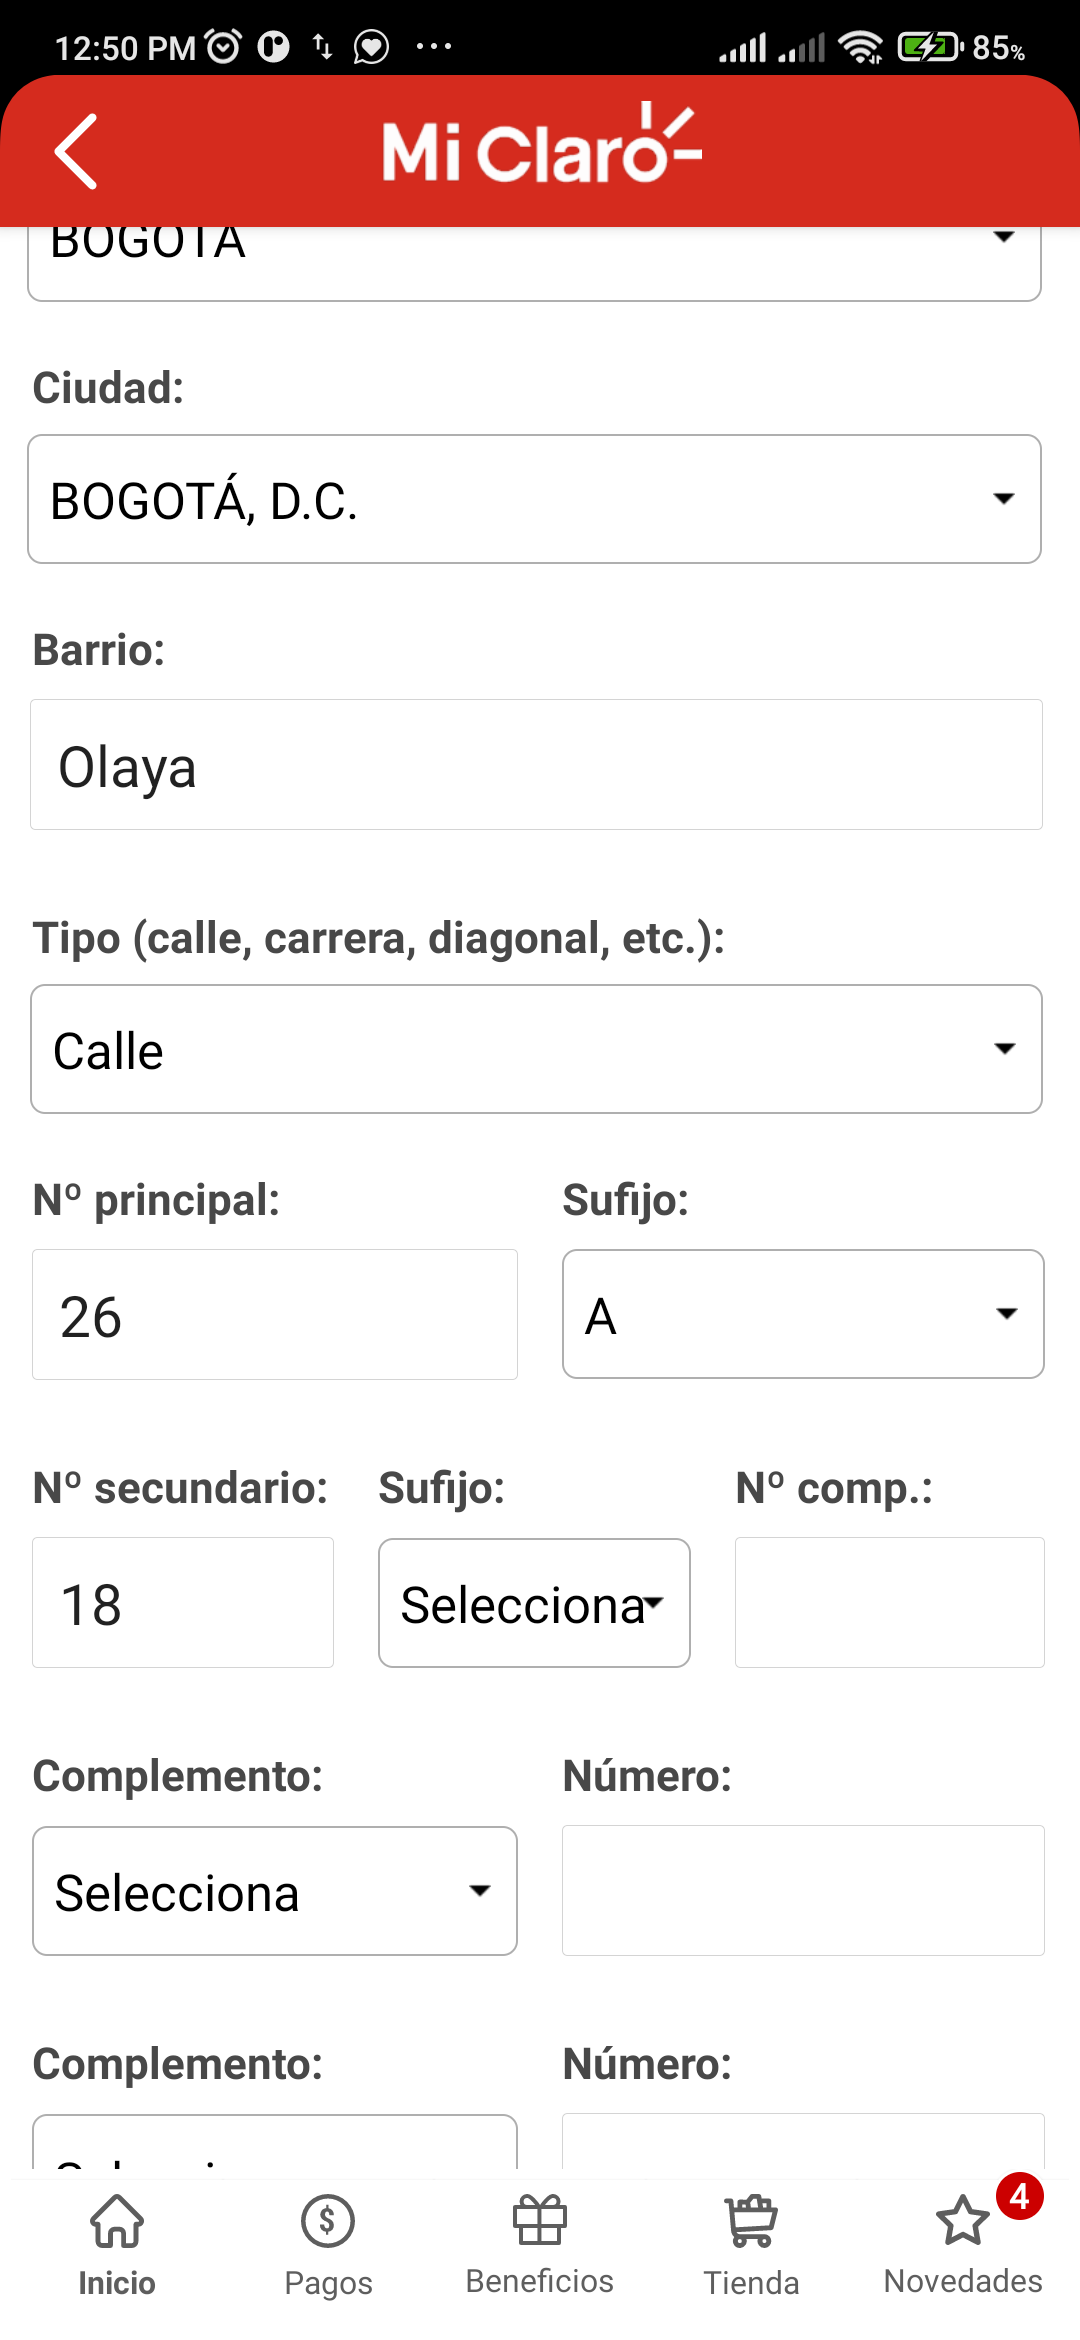 12:50 PM 85%
Mi Claro
BOGOTÁ
Ciudad:
BOGOTÁ, D.C.
Barrio:
Olaya
Tipo (calle, carrera, diagonal, etc.):
Calle
Nº principal: Sufijo:
26 A
Nº secundario: Sufijo: Nº comp.:
18 Selecciona
Complemento: Número:
Selecciona
Complemento: Número:
4
Inicio Pagos Beneficios Tienda Novedades